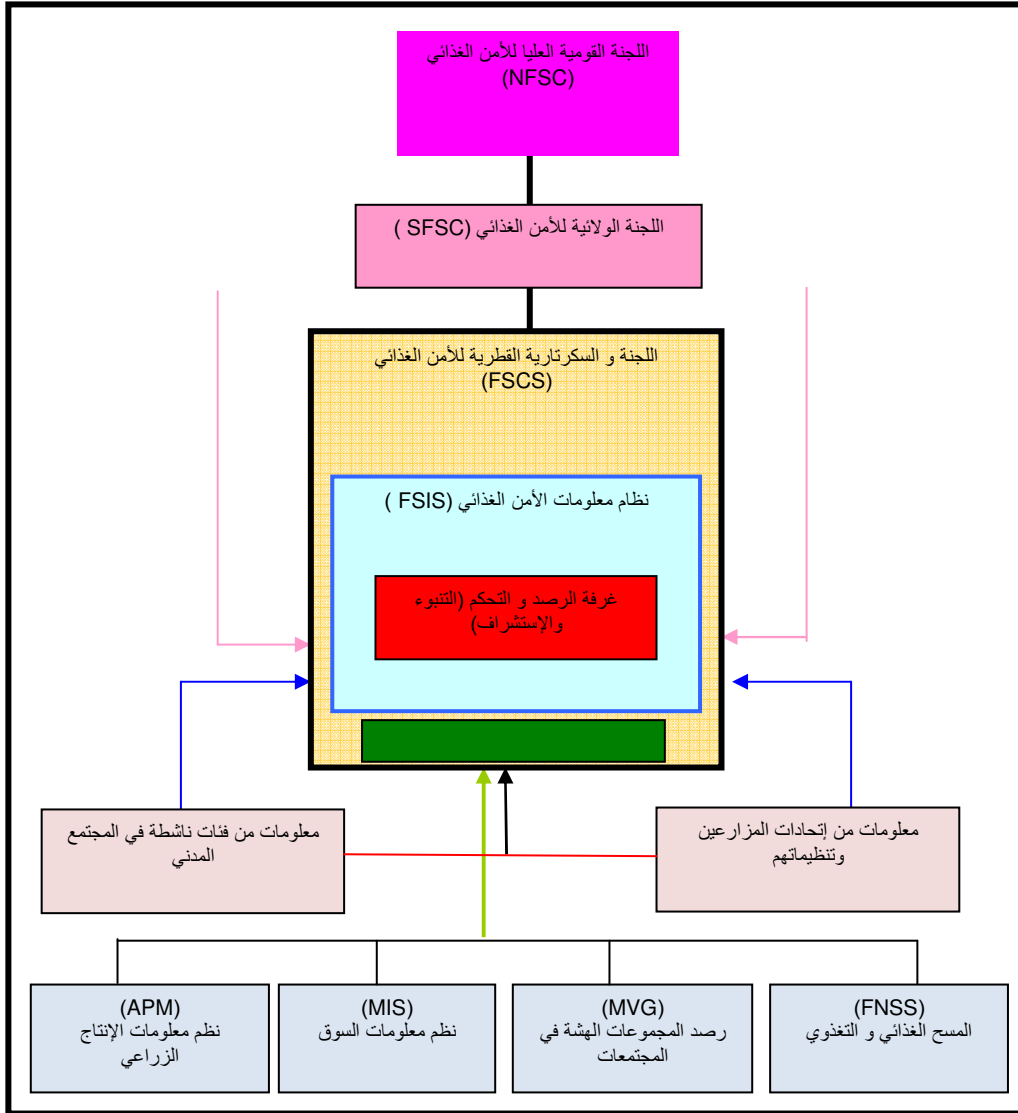 اللجنة القومية العليا للأمن الغذائي
(NFSC)
اللجنة الولائية للأمن الغذائي (SFSC )
اللجنة و السكرتارية القطرية للأمن الغذائي
(FSCS)
نظام معلومات الأمن الغذائي (FSIS )
غرفة الرصد و التحكم (التنبوء
والإستشراف)
معلومات من إتحادات المزارعين
وتنظيماتهم
معلومات من فئات ناشطة في المجتمع
المدني
(FNSS)
المسح الغذائي و التغذوي
(MVG)
رصد المجموعات الهشة في
المجتمعات
(MIS)
نظم معلومات السوق
(APM)
نظم معلومات الإنتاج
الزراعي